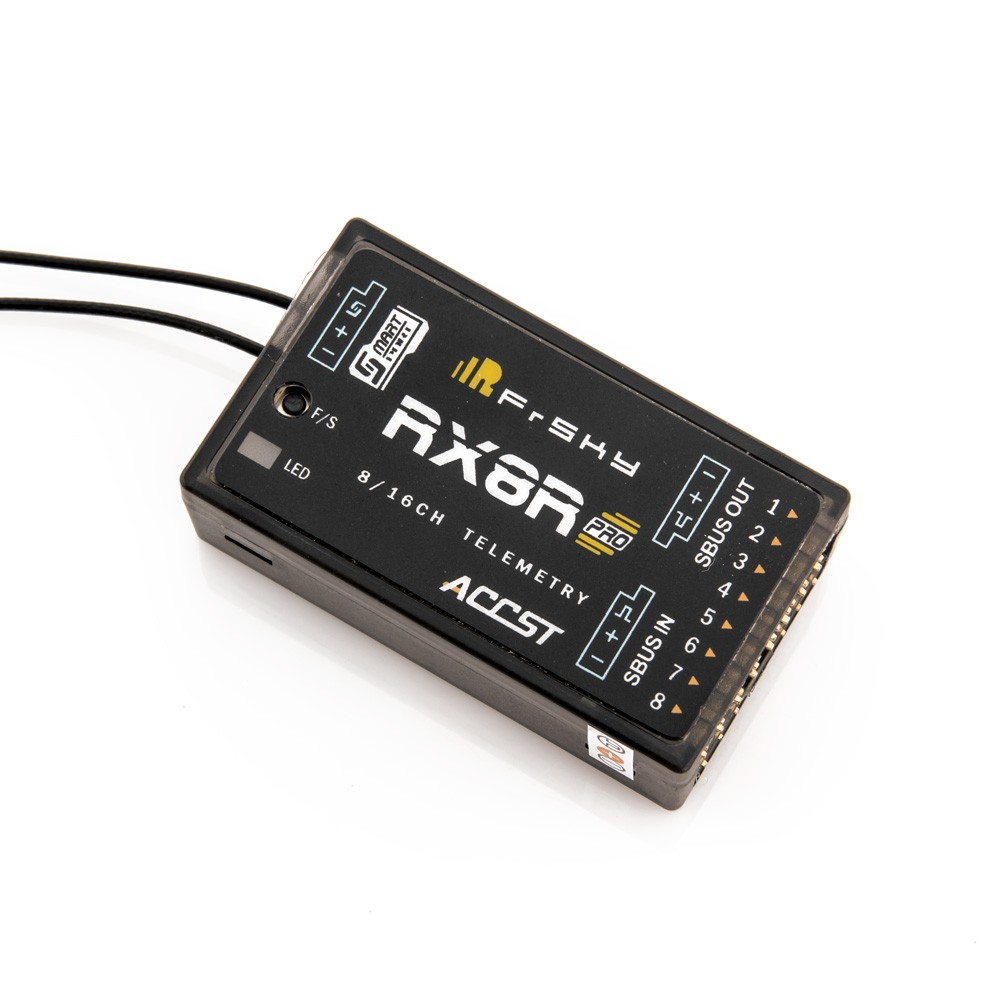 SMART
PORT
FrSky
RX8R
PRO
F/S
LED
8/16CH TELEMETRY
ACCST
SBUS OUT
SBUS IN
1
2
3
4
5
6
7
8